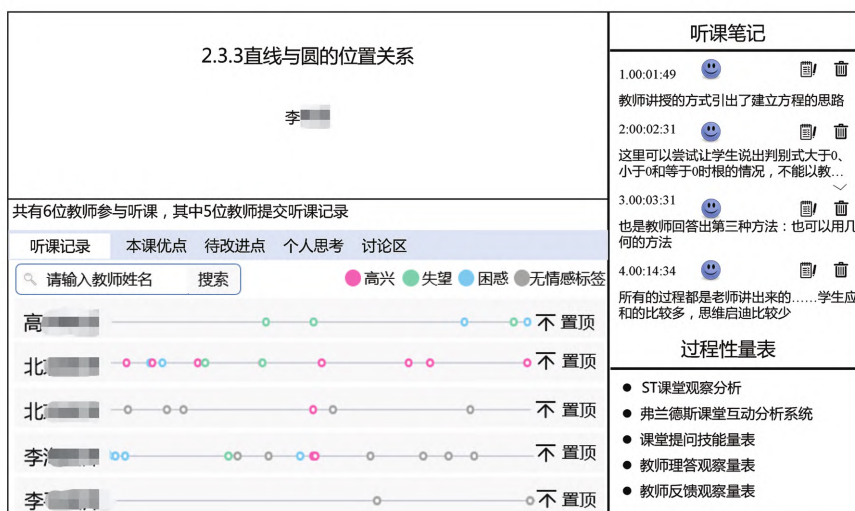 2.3.3直线与圆的位置关系
李
共有6位教师参与听课，其中5位教师提交听课记录
听课记录 本课优点 待改进点 个人思考 讨论区
请输入教师姓名 搜索 高兴 失望 困惑 无情感标签
高 置顶
北 置顶
北 置顶
李 置顶
李 置顶
听课笔记
1.00:01:49
教师讲授的方式引出了建立方程的思路
2:00:02:31
这里可以尝试让学生说出判别式大于0、
小于0和等于0时根的情况，不能以教...
3.00:03:31
也是教师回答出第三种方法：也可以用几
何的方法
4.00:14:34
所有的过程都是老师讲出来的……学生应
和的比较多，思维启迪比较少
过程性量表
● ST课堂观察分析
● 弗兰德斯课堂互动分析系统
● 课堂提问技能量表
● 教师理答观察量表
● 教师反馈观察量表